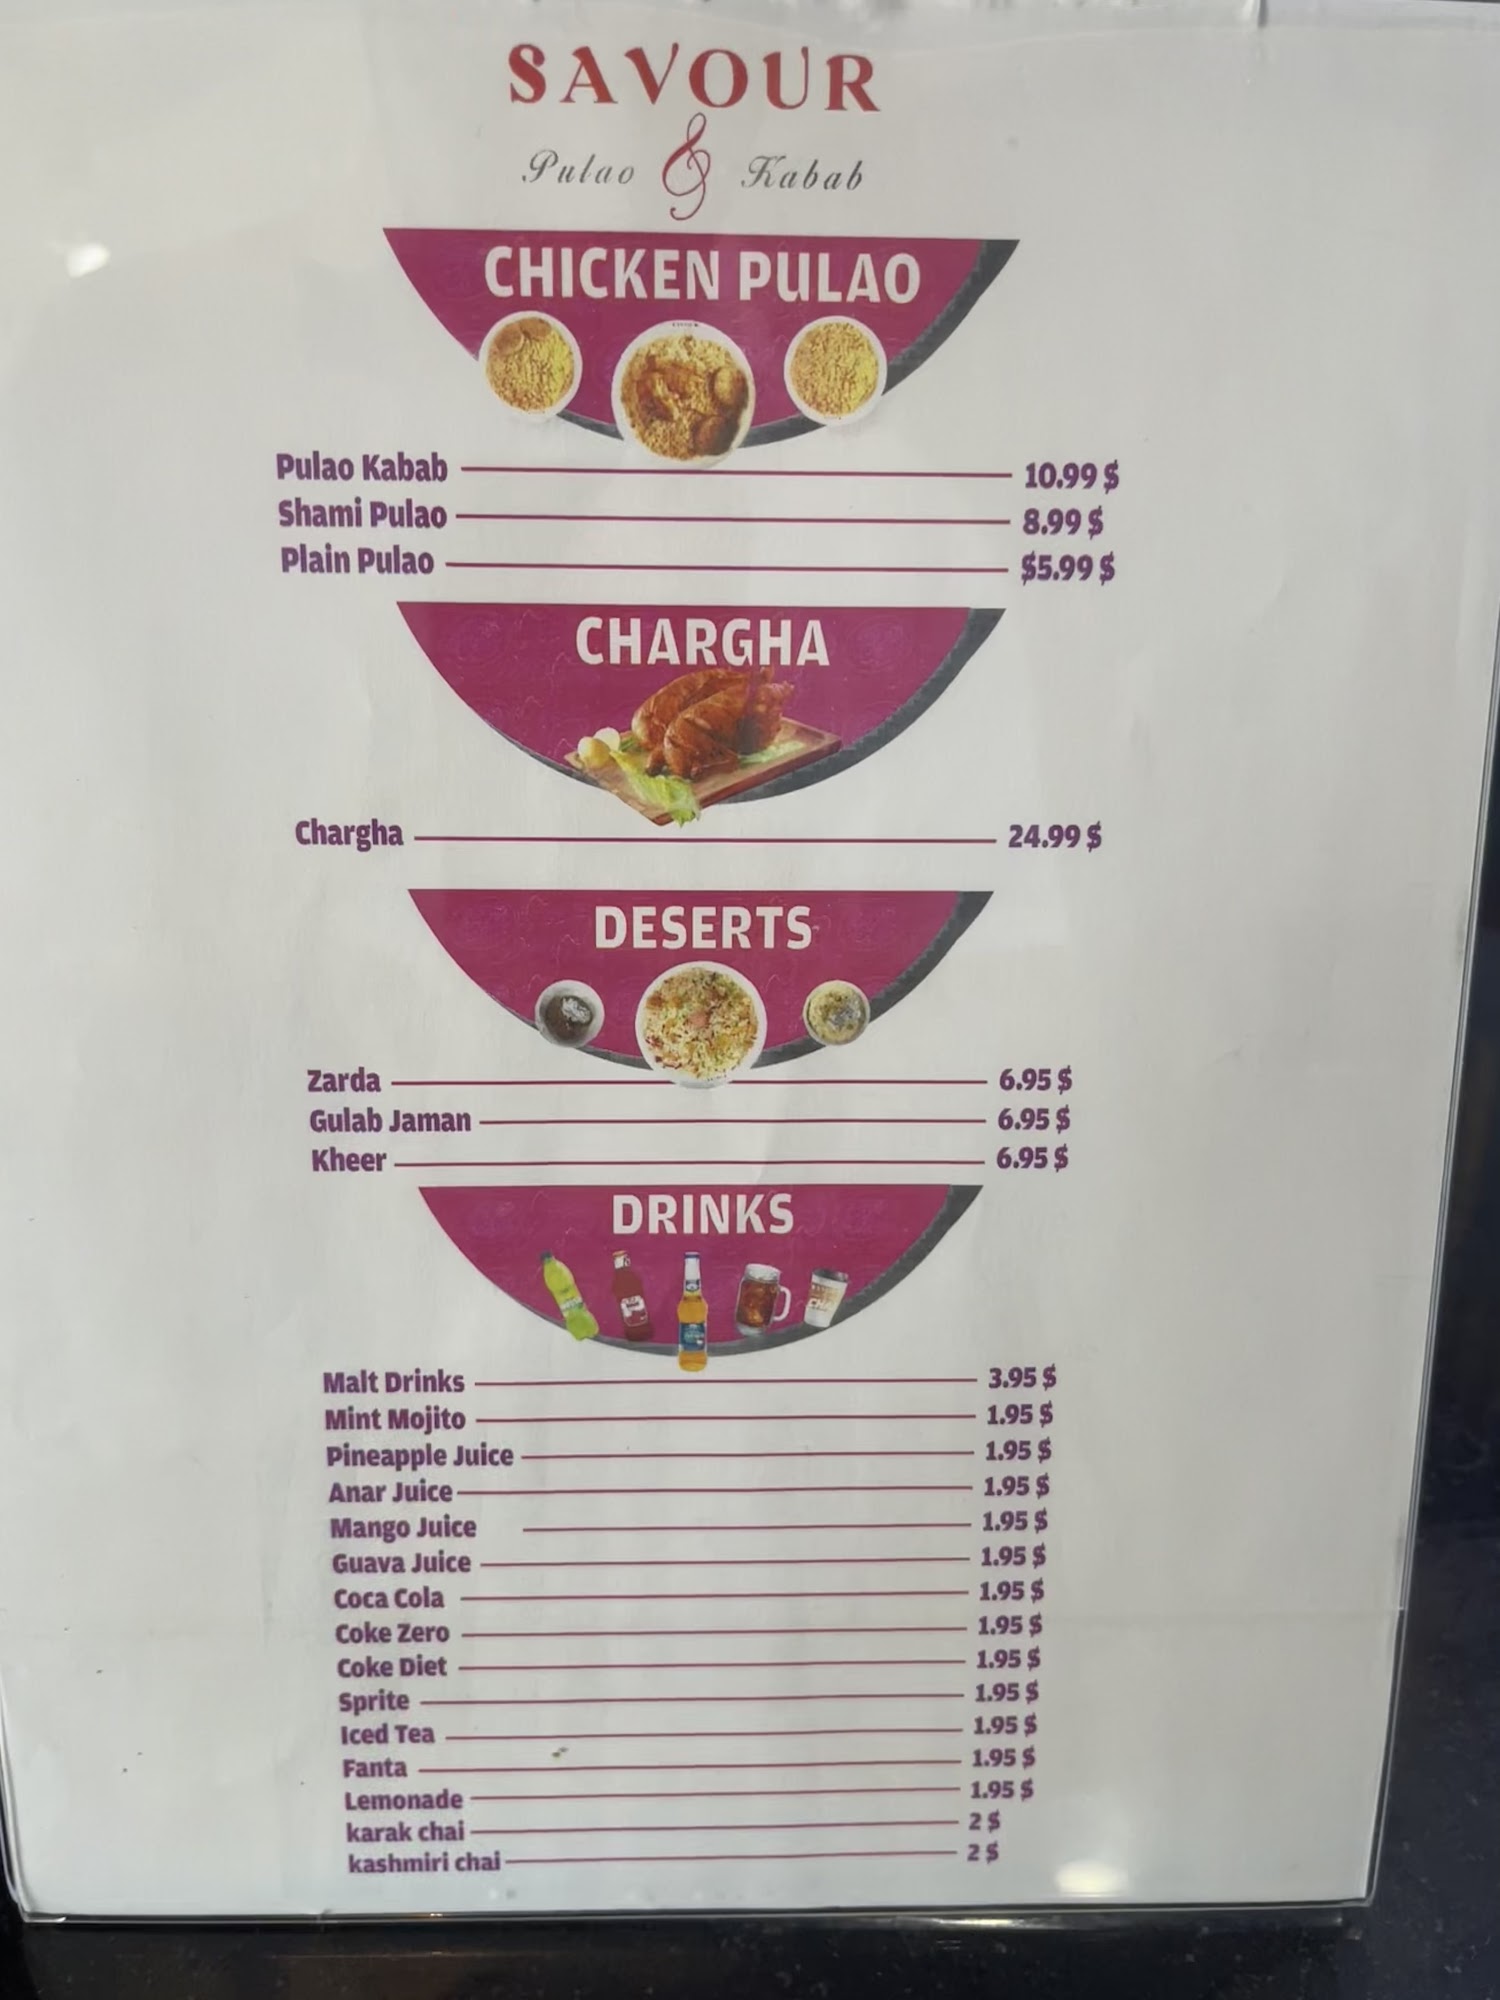 SAVOUR
Pulao & Kabab
CHICKEN PULAO
Pulao Kabab 10.99 $
Shami Pulao 8.99 $
Plain Pulao $5.99 $
CHARGHA
Chargha 24.99 $
DESERTS
Zarda 6.95 $
Gulab Jaman 6.95 $
Kheer 6.95 $
DRINKS
Malt Drinks 3.95 $
Mint Mojito 1.95 $
Pineapple Juice 1.95 $
Anar Juice 1.95 $
Mango Juice 1.95 $
Guava Juice 1.95 $
Coca Cola 1.95 $
Coke Zero 1.95 $
Coke Diet 1.95 $
Sprite 1.95 $
Iced Tea 1.95 $
Fanta 1.95 $
Lemonade 1.95 $
karak chai 2 $
kashmiri chai 2 $